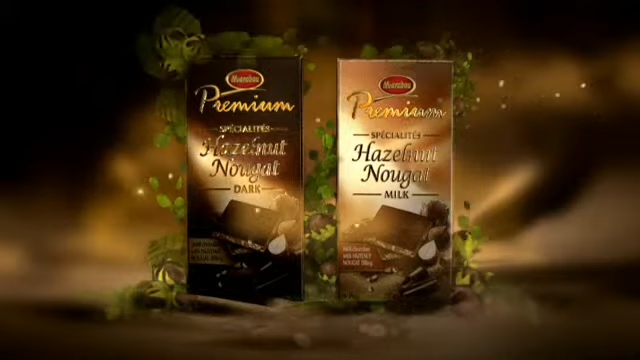 Marabou
Premium
SPÉCIALITÉS
Hazelnut
Nougat
DARK
Marabou
Premium
SPÉCIALITÉS
Hazelnut
Nougat
MILK